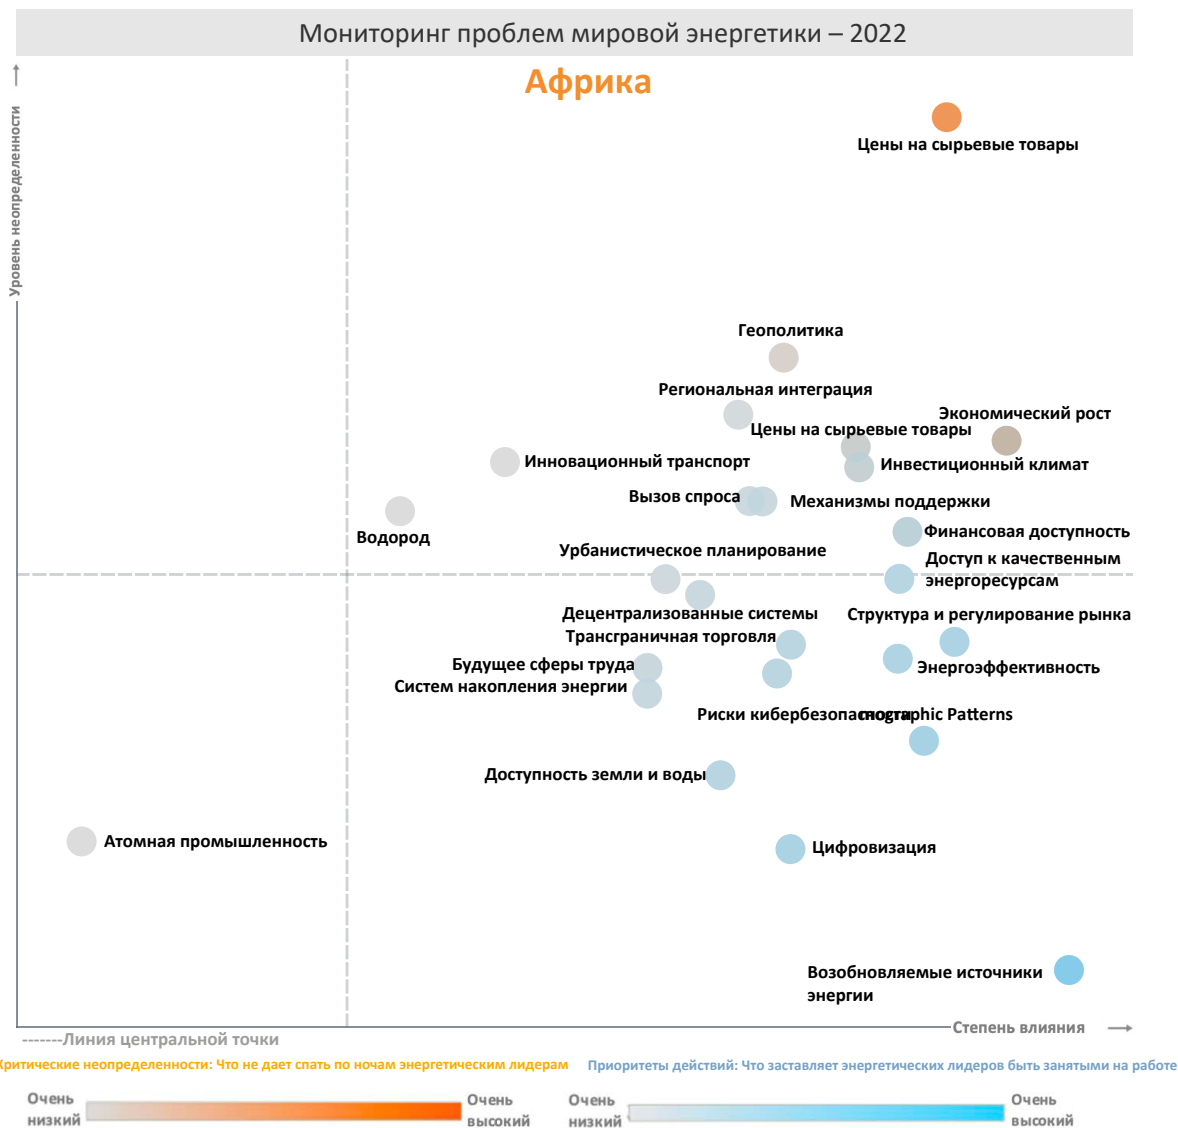 Мониторинг проблем мировой энергетики – 2022
Африка
Уровень неопределенности
Цены на сырьевые товары
Геополитика
Региональная интеграция
Экономический рост
Цены на сырьевые товары
Инновационный транспорт
Инвестиционный климат
Вызов спроса
Механизмы поддержки
Водород
Финансовая доступность
Урбанистическое планирование
Доступ к качественным
энергоресурсам
Децентрализованные системы
Структура и регулирование рынка
Трансграничная торговля
Будущее сферы труда
Энергоэффективность
Систем накопления энергии
Риски кибербезопасности
mographic Patterns
Доступность земли и воды
Атомная промышленность
Цифровизация
Возобновляемые источники
энергии
Степень влияния
-------Линия центральной точки
Критические неопределенности: Что не дает спать по ночам энергетическим лидерам
Приоритеты действий: Что заставляет энергетических лидеров быть занятыми на работе
Очень
низкий
Очень
высокий
Очень
низкий
Очень
высокий